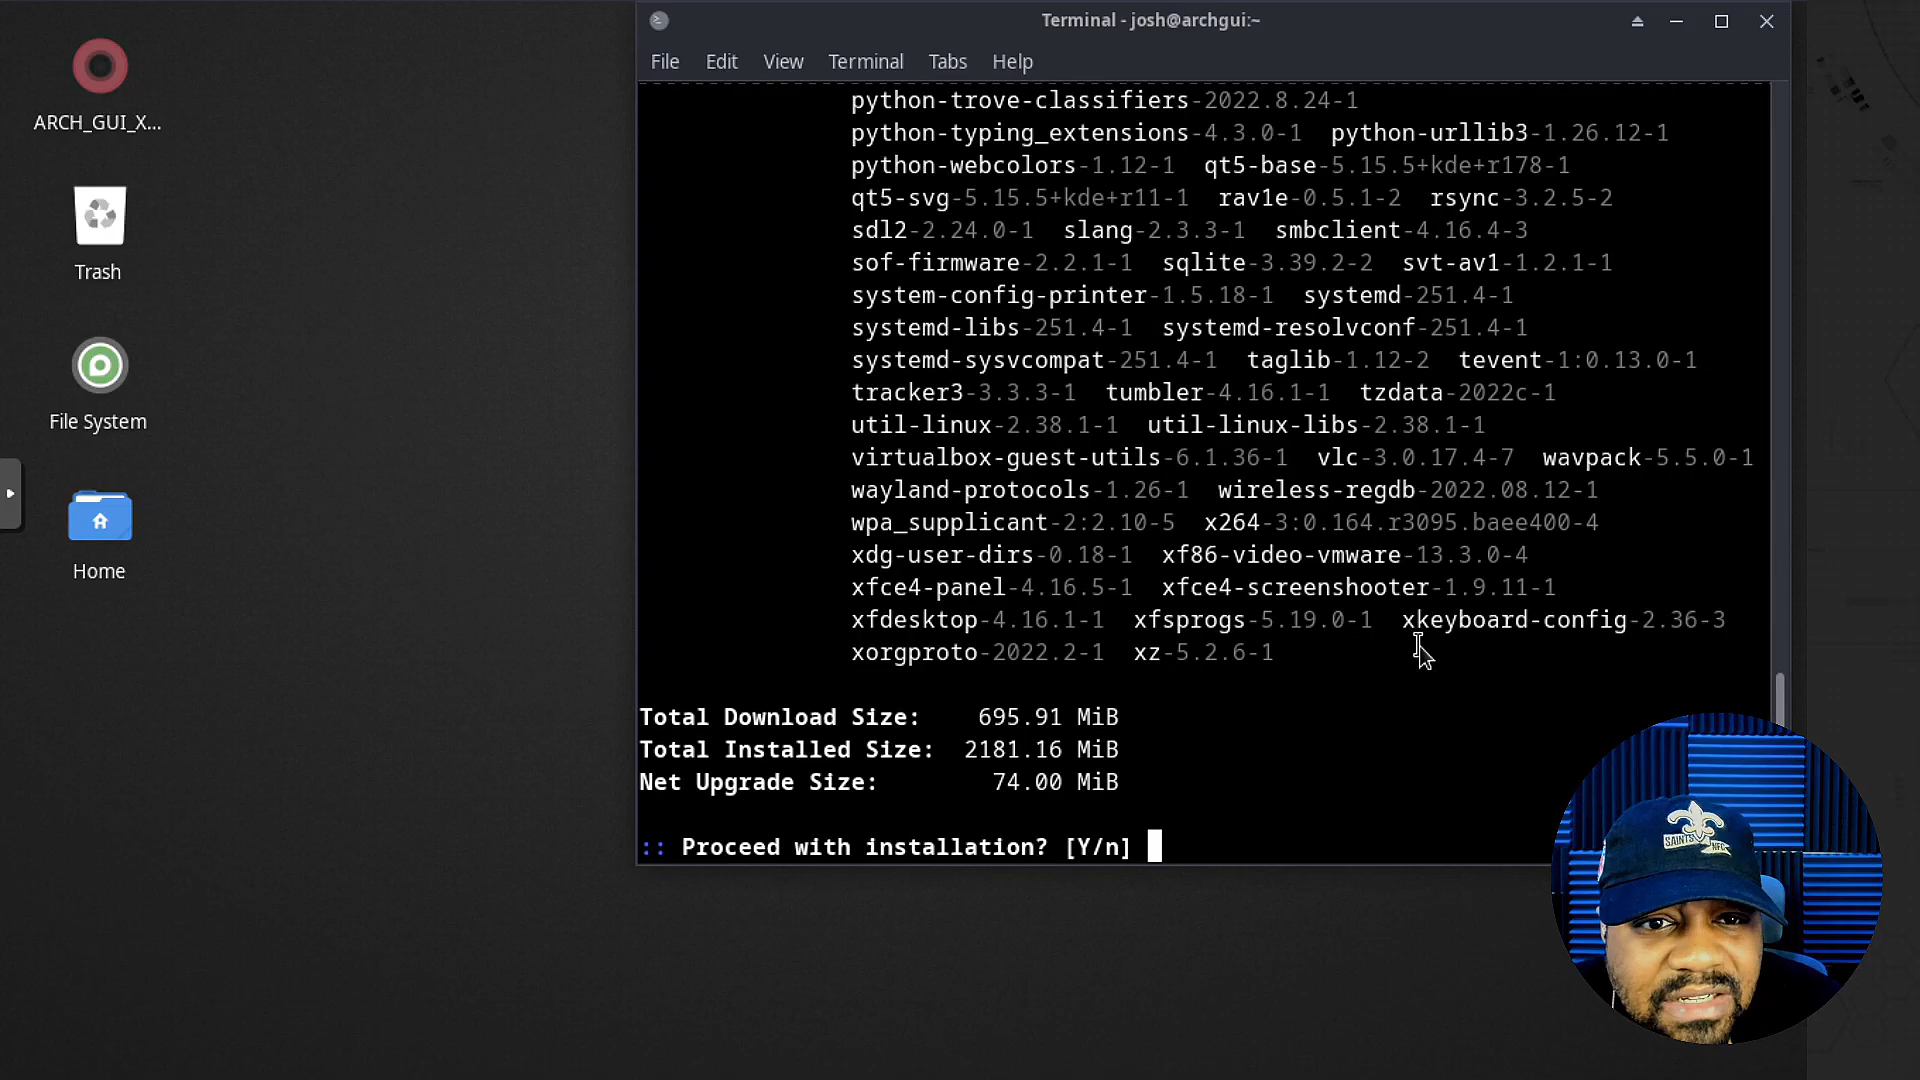 Terminal - josh@archgui:~
File Edit View Terminal Tabs Help
python-trove-classifiers-2022.8.24-1
python-typing_extensions-4.3.0-1 python-urllib3-1.26.12-1
python-webcolors-1.12-1 qt5-base-5.15.5+kde+r178-1
qt5-svg-5.15.5+kde+r11-1 rav1e-0.5.1-2 rsync-3.2.5-2
sdl2-2.24.0-1 slang-2.3.3-1 smbclient-4.16.4-3
sof-firmware-2.2.1-1 sqlite-3.39.2-2 svt-av1-1.2.1-1
system-config-printer-1.5.18-1 systemd-251.4-1
systemd-libs-251.4-1 systemd-resolvconf-251.4-1
systemd-sysvcompat-251.4-1 taglib-1.12-2 tevent-1:0.13.0-1
tracker3-3.3.3-1 tumbler-4.16.1-1 tzdata-2022c-1
util-linux-2.38.1-1 util-linux-libs-2.38.1-1
virtualbox-guest-utils-6.1.36-1 vlc-3.0.17.4-7 wavpack-5.5.0-1
wayland-protocols-1.26-1 wireless-regdb-2022.08.12-1
wpa_supplicant-2:2.10-5 x264-3:0.164.r3095.baee400-4
xdg-user-dirs-0.18-1 xf86-video-vmware-13.3.0-4
xfce4-panel-4.16.5-1 xfce4-screenshooter-1.9.11-1
xfdesktop-4.16.1-1 xfsprogs-5.19.0-1 xkeyboard-config-2.36-3
xorgproto-2022.2-1 xz-5.2.6-1
Total Download Size: 695.91 MiB
Total Installed Size: 2181.16 MiB
Net Upgrade Size: 74.00 MiB
:: Proceed with installation? [Y/n]
ARCH_GUI_X...
Trash
File System
Home
SAINTS NFC